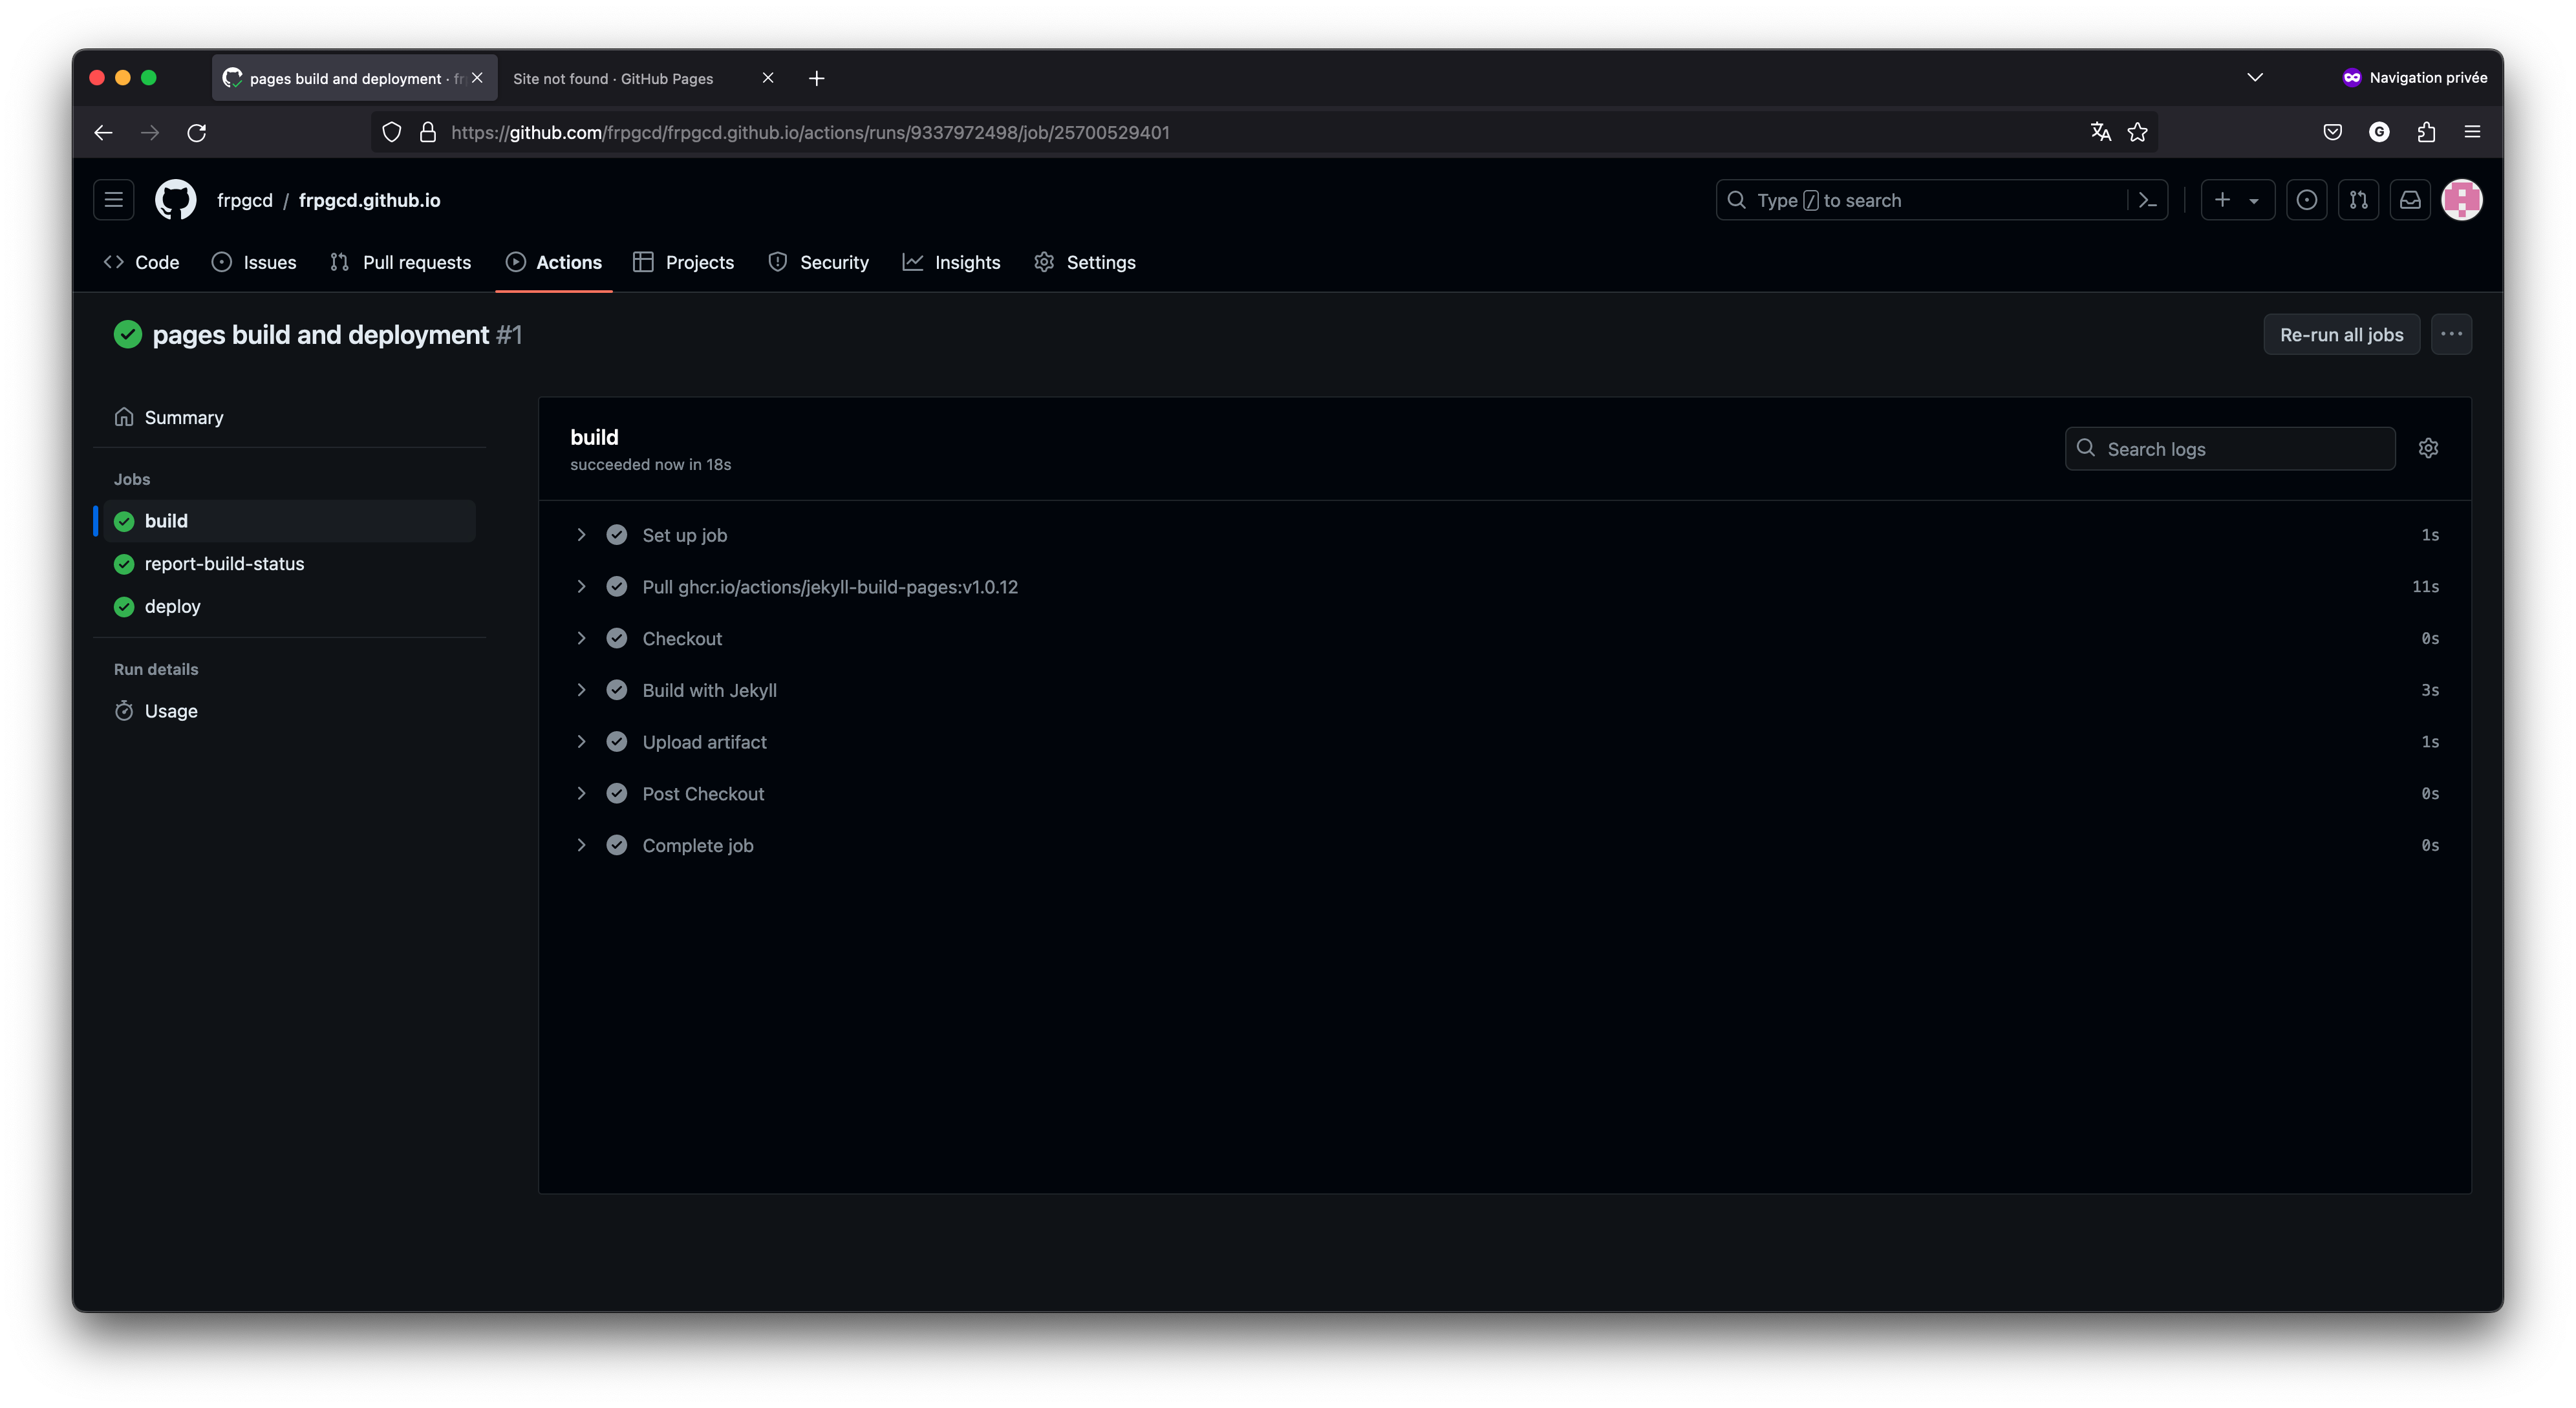 pages build and deployment · fr
Site not found · GitHub Pages
Navigation privée
https://github.com/frpgcd/frpgcd.github.io/actions/runs/9337972498/job/25700529401
G
frpgcd / frpgcd.github.io
Type / to search
Code
Issues
Pull requests
Actions
Projects
Security
Insights
Settings
pages build and deployment #1
Re-run all jobs
Summary
Jobs
build
report-build-status
deploy
Run details
Usage
build
succeeded now in 18s
Search logs
Set up job 1s
Pull ghcr.io/actions/jekyll-build-pages:v1.0.12 11s
Checkout 0s
Build with Jekyll 3s
Upload artifact 1s
Post Checkout 0s
Complete job 0s